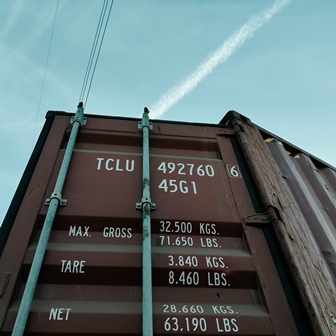 TCLU 492760 6
45G1
MAX. GROSS 32.500 KGS.
71.650 LBS.
TARE 3.840 KGS.
8.460 LBS.
NET 28.660 KGS.
63.190 LBS.